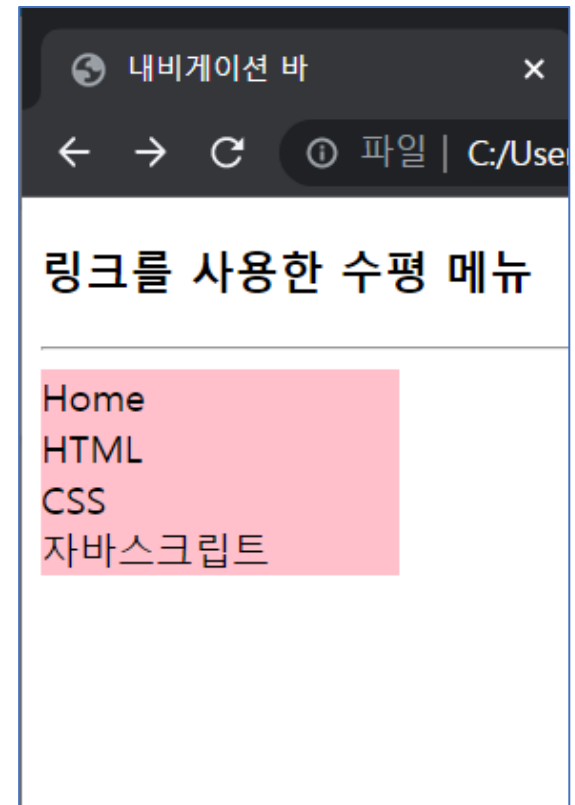 내비게이션 바
파일 | C:/User
링크를 사용한 수평 메뉴
Home
HTML
CSS
자바스크립트